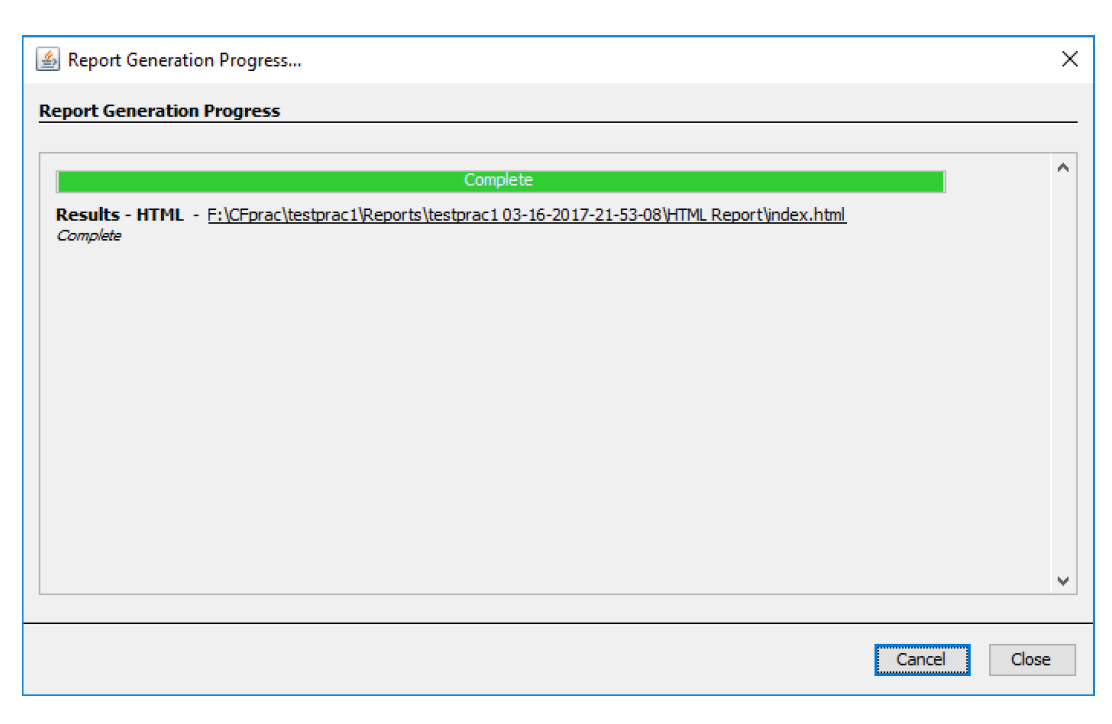 Report Generation Progress...
Report Generation Progress
Complete
Results - HTML - F:\CFprac\testprac1\Reports\testprac1 03-16-2017-21-53-08\HTML Report\index.html
Complete
Cancel Close